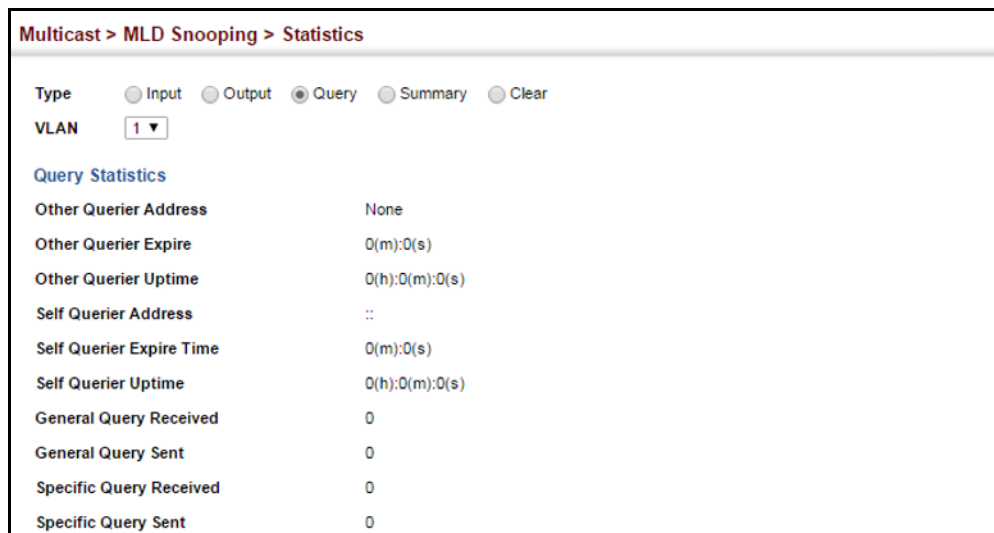 Multicast > MLD Snooping > Statistics
Type Input Output Query Summary Clear
VLAN 1
Query Statistics
Other Querier Address None
Other Querier Expire 0(m):0(s)
Other Querier Uptime 0(h):0(m):0(s)
Self Querier Address ::
Self Querier Expire Time 0(m):0(s)
Self Querier Uptime 0(h):0(m):0(s)
General Query Received 0
General Query Sent 0
Specific Query Received 0
Specific Query Sent 0